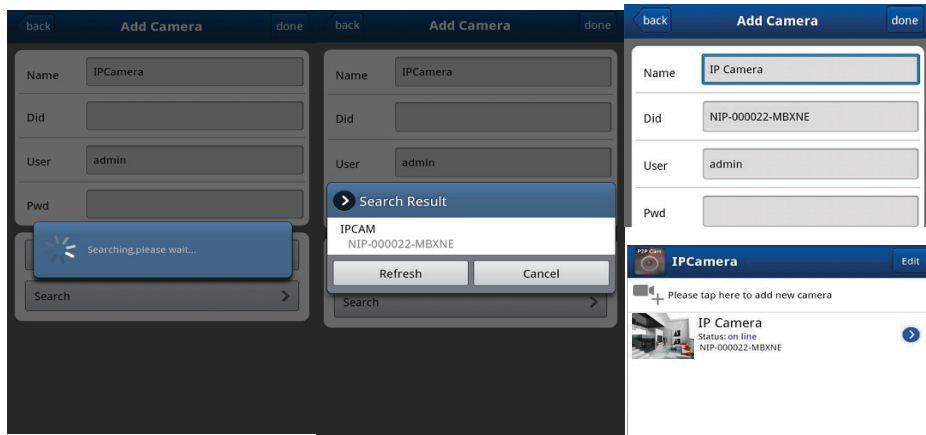 back Add Camera done
Name IPCamera
Did
User admin
Pwd
Searching,please wait...
Search
back Add Camera done
Name IPCamera
Did
User admin
Search Result
IPCAM
NIP-000022-MBXNE
Refresh Cancel
Search
back Add Camera done
Name IP Camera
Did NIP-000022-MBXNE
User admin
Pwd
P2P Cam IPCamera Edit
Please tap here to add new camera
IP Camera
Status: on line
NIP-000022-MBXNE